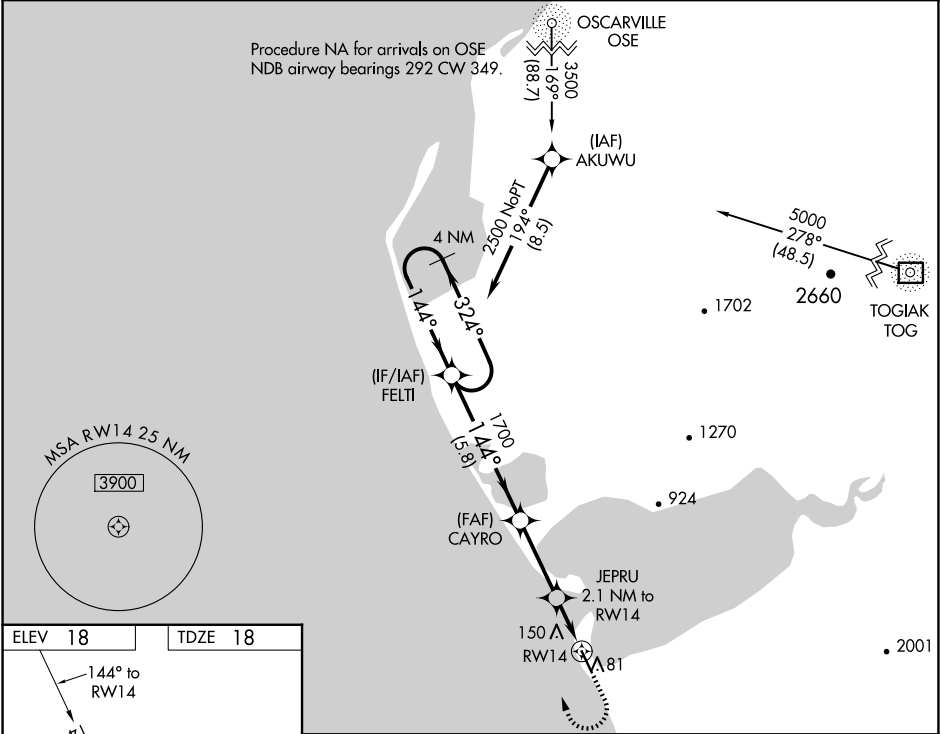 OSCARVILLE
OSE
Procedure NA for arrivals on OSE
NDB airway bearings 292 CW 349.
3500
169°
(88.7)
(IAF)
AKUWU
2500 NoPT
194°
(8.5)
5000
278°
(48.5)
4 NM
2660
TOGIAK
TOG
1702
144°
324°
(IF/IAF)
FELTI
1700
144°
(5.8)
1270
MSA RW14 25 NM
3900
924
(FAF)
CAYRO
JEPRU
2.1 NM to
RW14
150
RW14
81
2001
ELEV 18
TDZE 18
144° to
RW14